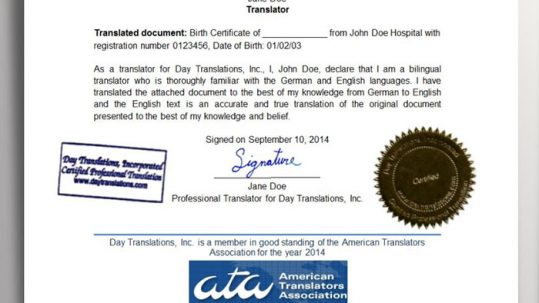 Jane Doe
Translator
Translated document: Birth Certificate of ______________ from John Doe Hospital with
registration number 0123456, Date of Birth: 01/02/03
As a translator for Day Translations, Inc., I, John Doe, declare that I am a bilingual
translator who is thoroughly familiar with the German and English languages. I have
translated the attached document to the best of my knowledge from German to English
and the English text is an accurate and true translation of the original document
presented to the best of my knowledge and belief.
Signed on September 10, 2014
Signature
Day Translations, Incorporated
Certified Professional Translation
www.daytranslations.com
Jane Doe
Professional Translator for Day Translations, Inc.
Certified
Day Translations, Inc. is a member in good standing of the American Translators
Association for the year 2014
ata American
Translators
Association